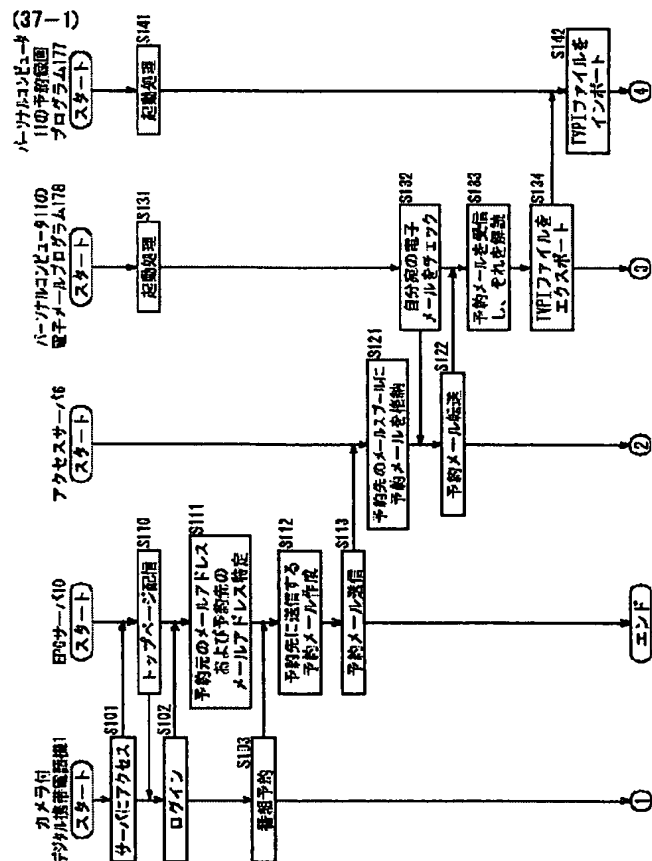 (37-1)
カメラ付
デジタル携帯電話機1
スタート
サーバにアクセス
S101
ログイン
S102
番組予約
S103
①
EPGサーバ10
スタート
トップページ配信
S110
予約元のメールアドレス
および予約先の
メールアドレス特定
S111
予約先に送信する
予約メール作成
S112
予約メール送信
S113
エンド
アクセスサーバ6
スタート
予約先のメールスプールに
予約メールを格納
S121
予約メール転送
S122
②
パーソナルコンピュータ11の
電子メールプログラム178
スタート
起動処理
S131
自分宛の電子
メールをチェック
S132
予約メールを受信
し、それを解読
S133
TVPIファイルを
エクスポート
S134
③
パーソナルコンピュータ
11の予約録画
プログラム177
スタート
起動処理
S141
TVPIファイルを
インポート
S142
④